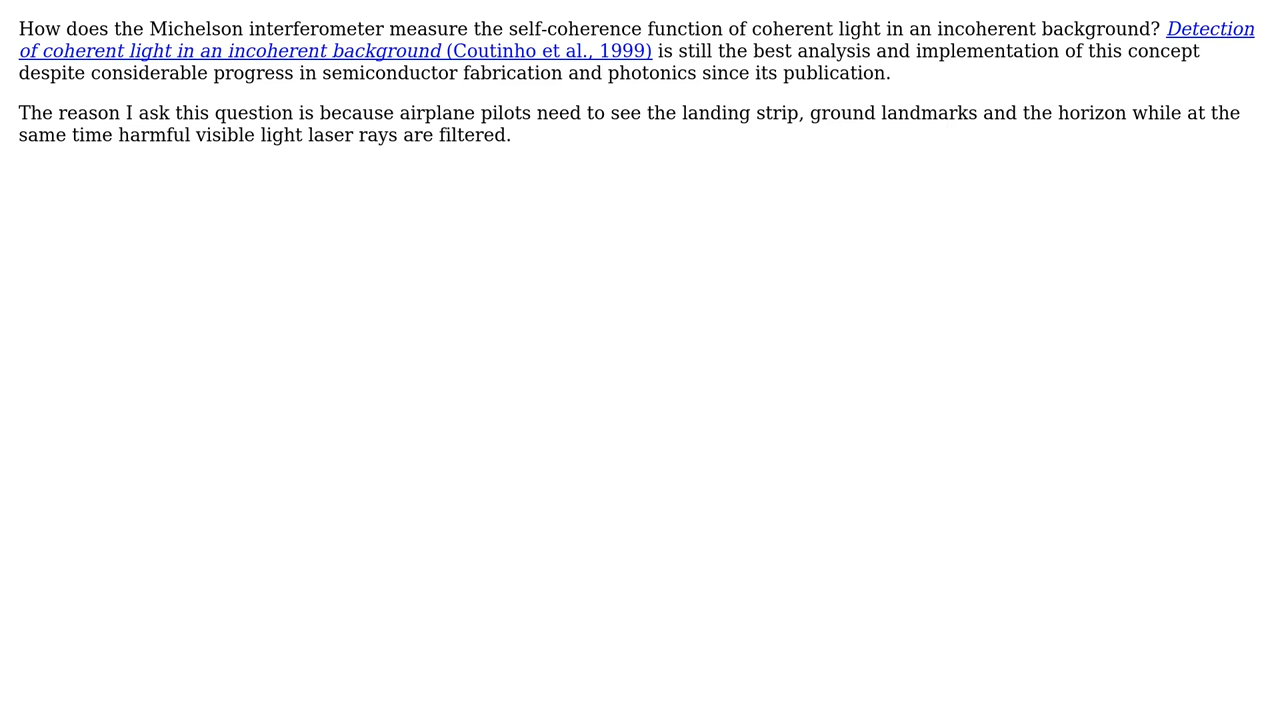 How does the Michelson interferometer measure the self-coherence function of coherent light in an incoherent background? Detection
of coherent light in an incoherent background (Coutinho et al., 1999) is still the best analysis and implementation of this concept
despite considerable progress in semiconductor fabrication and photonics since its publication.
The reason I ask this question is because airplane pilots need to see the landing strip, ground landmarks and the horizon while at the
same time harmful visible light laser rays are filtered.